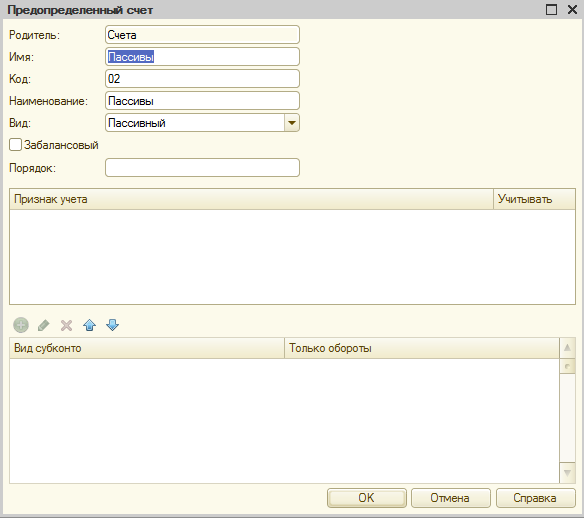 Предопределенный счет
Родитель: Счета
Имя: Пассивы
Код: 02
Наименование: Пассивы
Вид: Пассивный
Забалансовый
Порядок:
Признак учета Учитывать
Вид субконто Только обороты
OK Отмена Справка